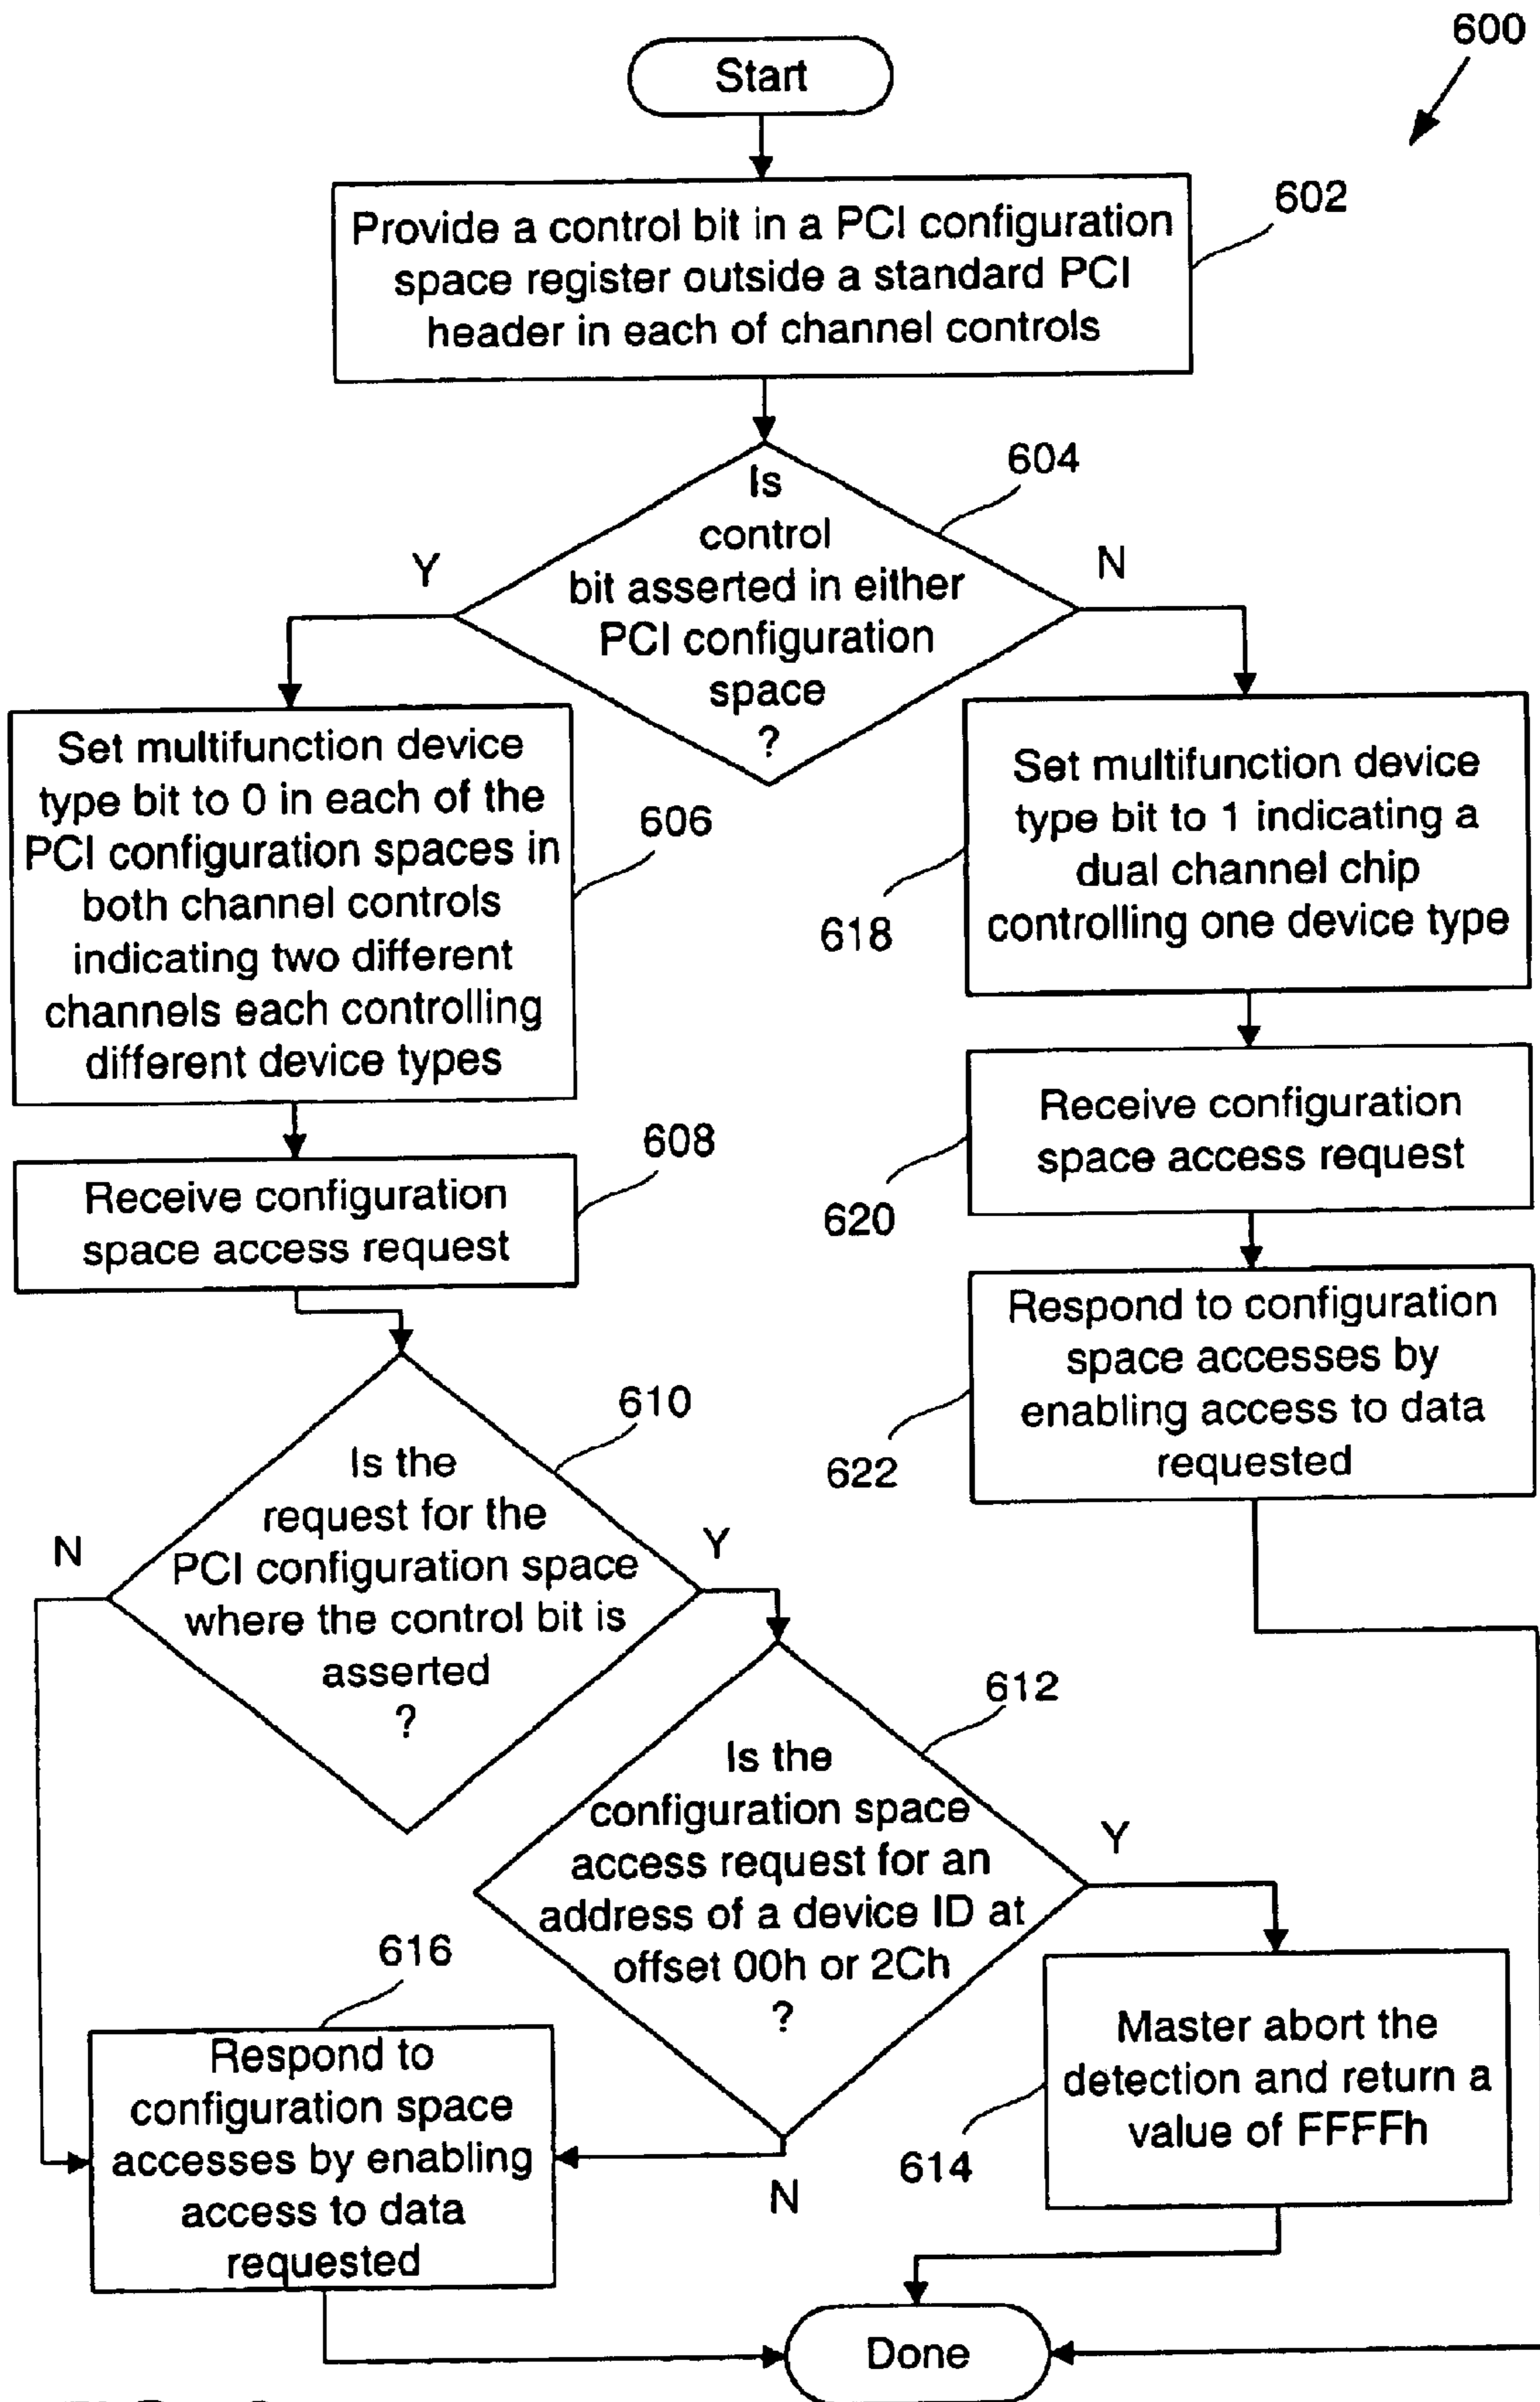 600
Start
Provide a control bit in a PCI configuration
space register outside a standard PCI
header in each of channel controls
602
Is
control
bit asserted in either
PCI configuration
space
?
604
Y
N
Set multifunction device
type bit to 0 in each of the
PCI configuration spaces in
both channel controls
indicating two different
channels each controlling
different device types
606
Set multifunction device
type bit to 1 indicating a
dual channel chip
controlling one device type
618
Receive configuration
space access request
608
Receive configuration
space access request
620
Respond to configuration
space accesses by
enabling access to data
requested
622
Is the
request for the
PCI configuration space
where the control bit is
asserted
?
610
N
Y
Is the
configuration space
access request for an
address of a device ID at
offset 00h or 2Ch
?
612
Y
N
Master abort the
detection and return a
value of FFFFh
614
616
Respond to
configuration space
accesses by enabling
access to data
requested
Done